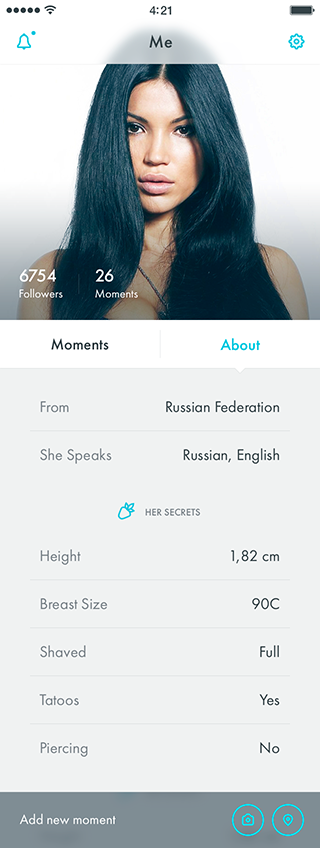 4:21
Me
6754 26
Followers Moments
Moments About
From Russian Federation
She Speaks Russian, English
HER SECRETS
Height 1,82 cm
Breast Size 90C
Shaved Full
Tatoos Yes
Piercing No
Add new moment